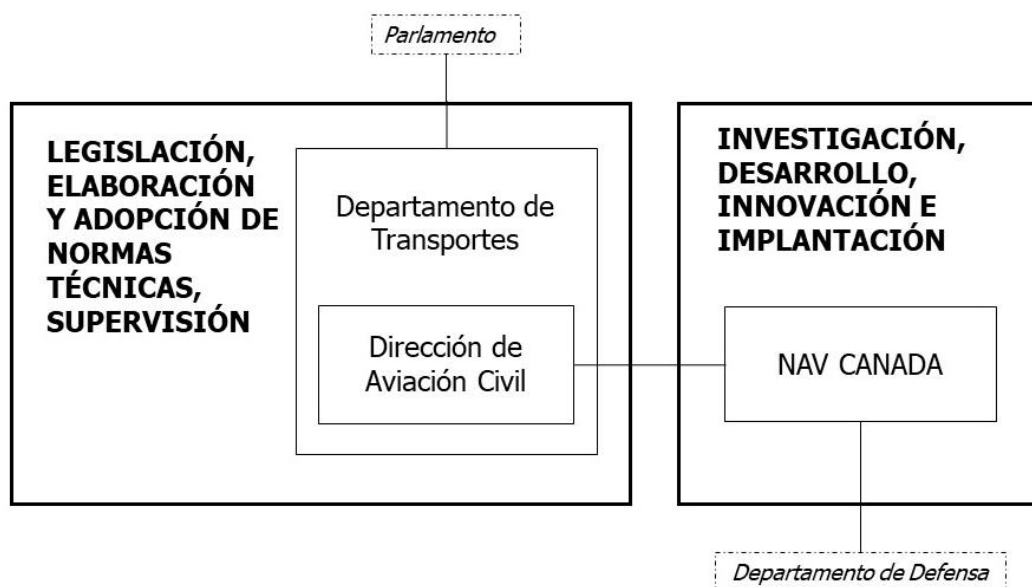 Parlamento
LEGISLACIÓN,
ELABORACIÓN
Y ADOPCIÓN DE
NORMAS
TÉCNICAS,
SUPERVISIÓN
Departamento de
Transportes
Dirección de
Aviación Civil
INVESTIGACIÓN,
DESARROLLO,
INNOVACIÓN E
IMPLANTACIÓN
NAV CANADA
Departamento de Defensa